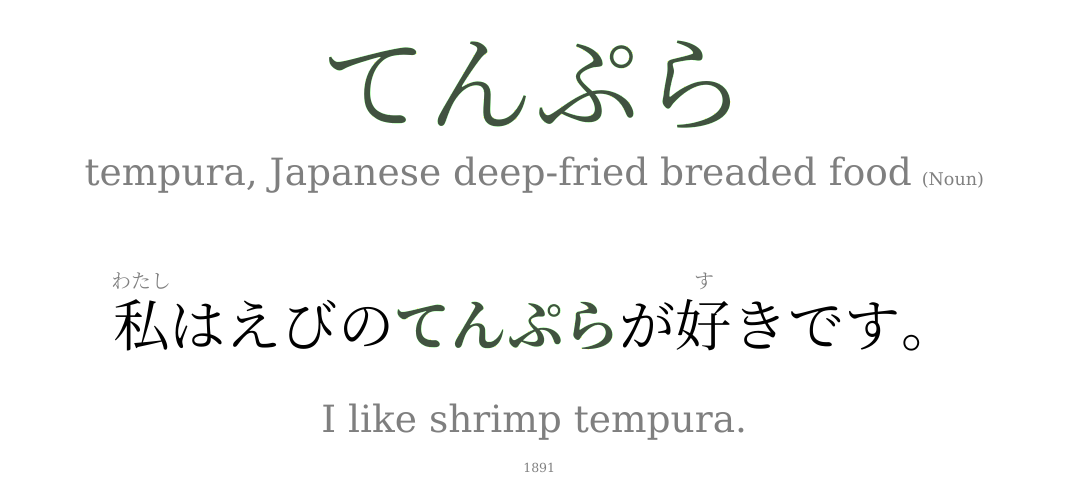 てんぷら
tempura, Japanese deep-fried breaded food (Noun)
わたし す
私はえびのてんぷらが好きです。
I like shrimp tempura.
1891